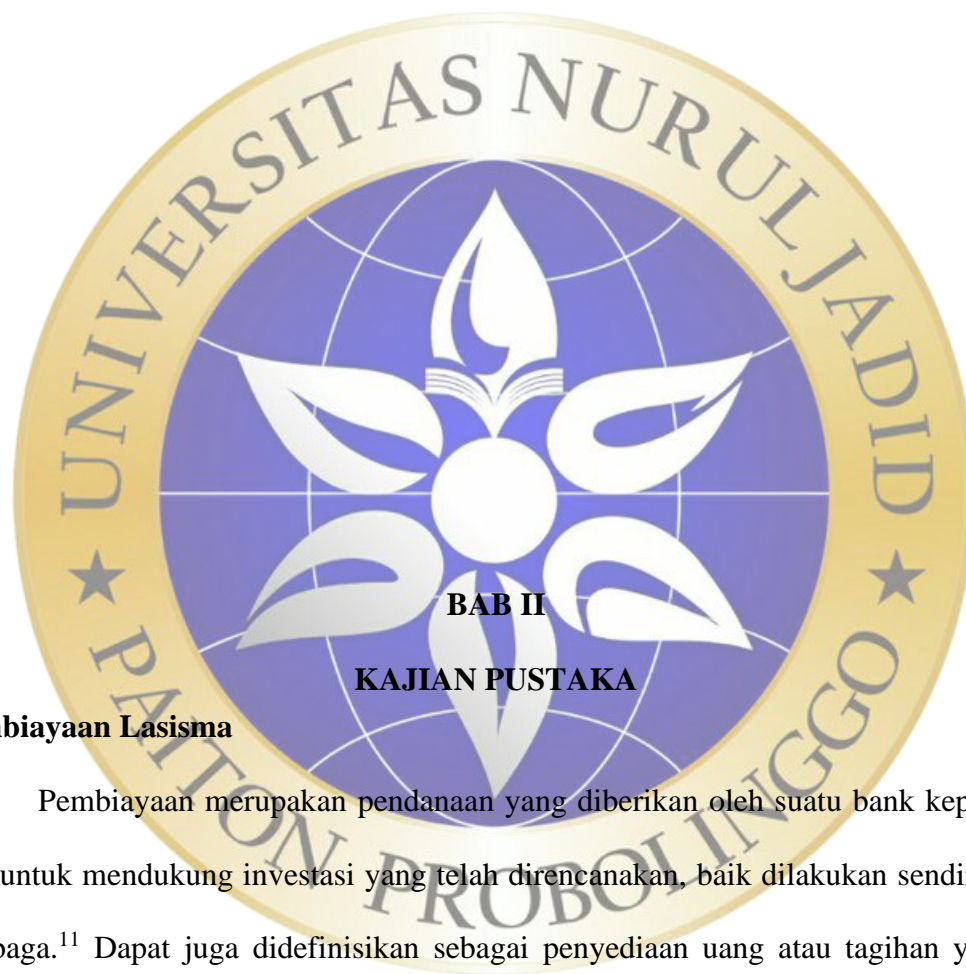 UNIVERSITAS NURUL JADID
PAITON PROBOLINGGO
BAB II
KAJIAN PUSTAKA
biayaan Lasisma
Pembiayaan merupakan pendanaan yang diberikan oleh suatu bank kep
untuk mendukung investasi yang telah direncanakan, baik dilakukan sendi
baga.11 Dapat juga didefinisikan sebagai penyediaan uang atau tagihan y